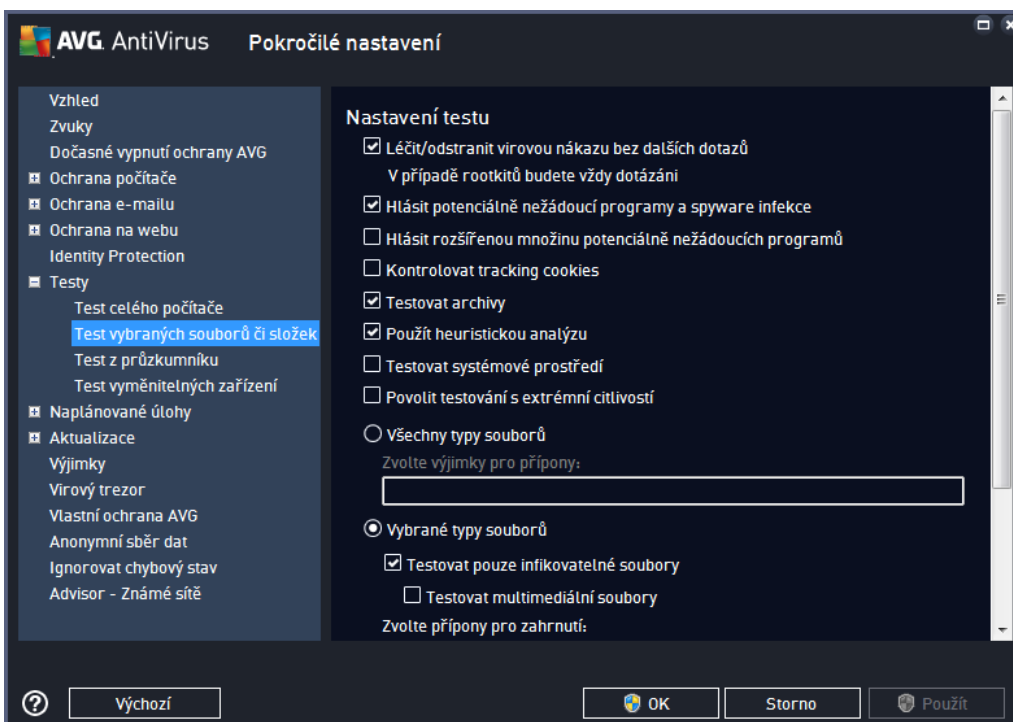 AVG. AntiVirus Pokročilé nastavení
Vzhled
Zvuky
Dočasné vypnutí ochrany AVG
Ochrana počítače
Ochrana e-mailu
Ochrana na webu
Identity Protection
Testy
Test celého počítače
Test vybraných souborů či složek
Test z průzkumníku
Test vyměnitelných zařízení
Naplánované úlohy
Aktualizace
Výjimky
Virový trezor
Vlastní ochrana AVG
Anonymní sběr dat
Ignorovat chybový stav
Advisor - Známé sítě
Nastavení testu
Léčit/odstranit virovou nákazu bez dalších dotazů
V případě rootkitů budete vždy dotázáni
Hlásit potenciálně nežádoucí programy a spyware infekce
Hlásit rozšířenou množinu potenciálně nežádoucích programů
Kontrolovat tracking cookies
Testovat archivy
Použít heuristickou analýzu
Testovat systémové prostředí
Povolit testování s extrémní citlivostí
Všechny typy souborů
Zvolte výjimky pro přípony:
Vybrané typy souborů
Testovat pouze infikovatelné soubory
Testovat multimediální soubory
Zvolte přípony pro zahrnutí:
Výchozí OK Storno Použít